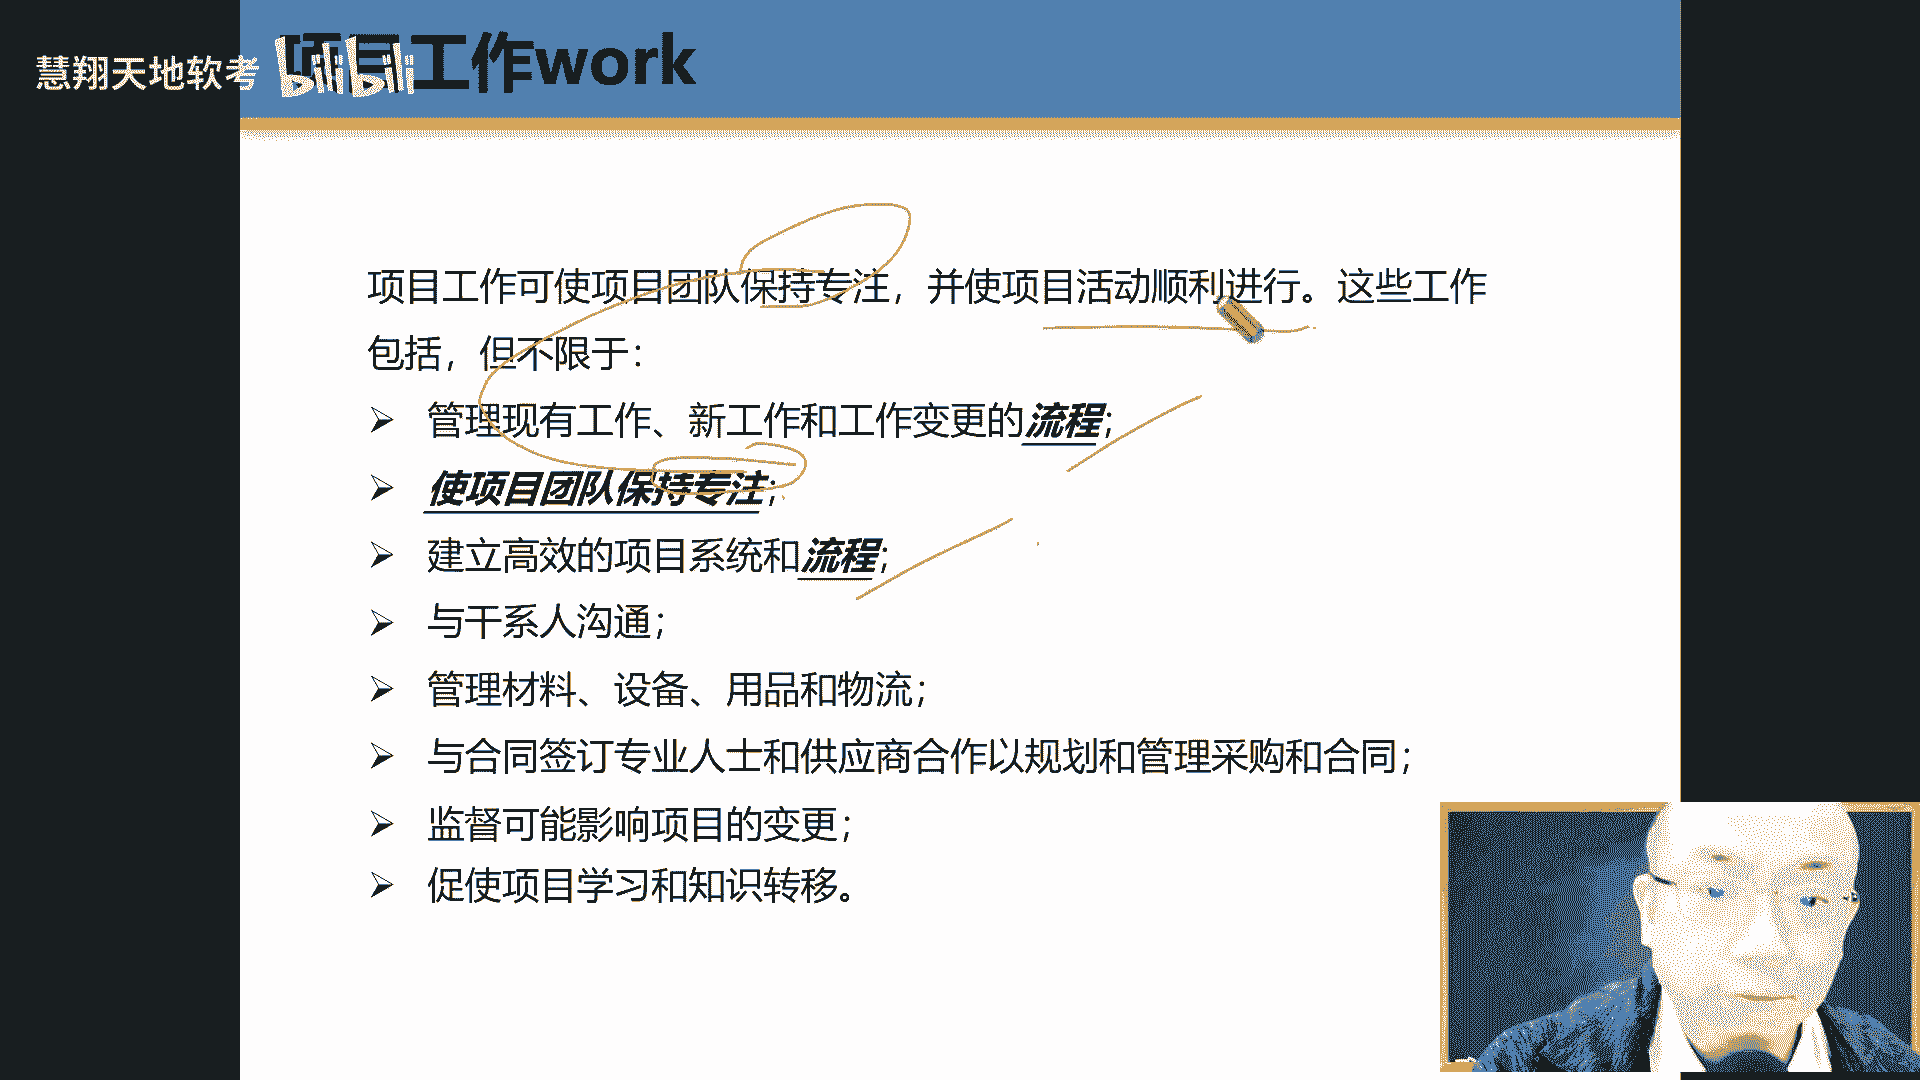 慧翔天地软考
bilibili
项目工作work
项目工作可使项目团队保持专注，并使项目活动顺利进行。这些工作
包括，但不限于：
➢ 管理现有工作、新工作和工作变更的流程；
➢ 使项目团队保持专注；
➢ 建立高效的项目系统和流程；
➢ 与干系人沟通；
➢ 管理材料、设备、用品和物流；
➢ 与合同签订专业人士和供应商合作以规划和管理采购和合同；
➢ 监督可能影响项目的变更；
➢ 促使项目学习和知识转移。